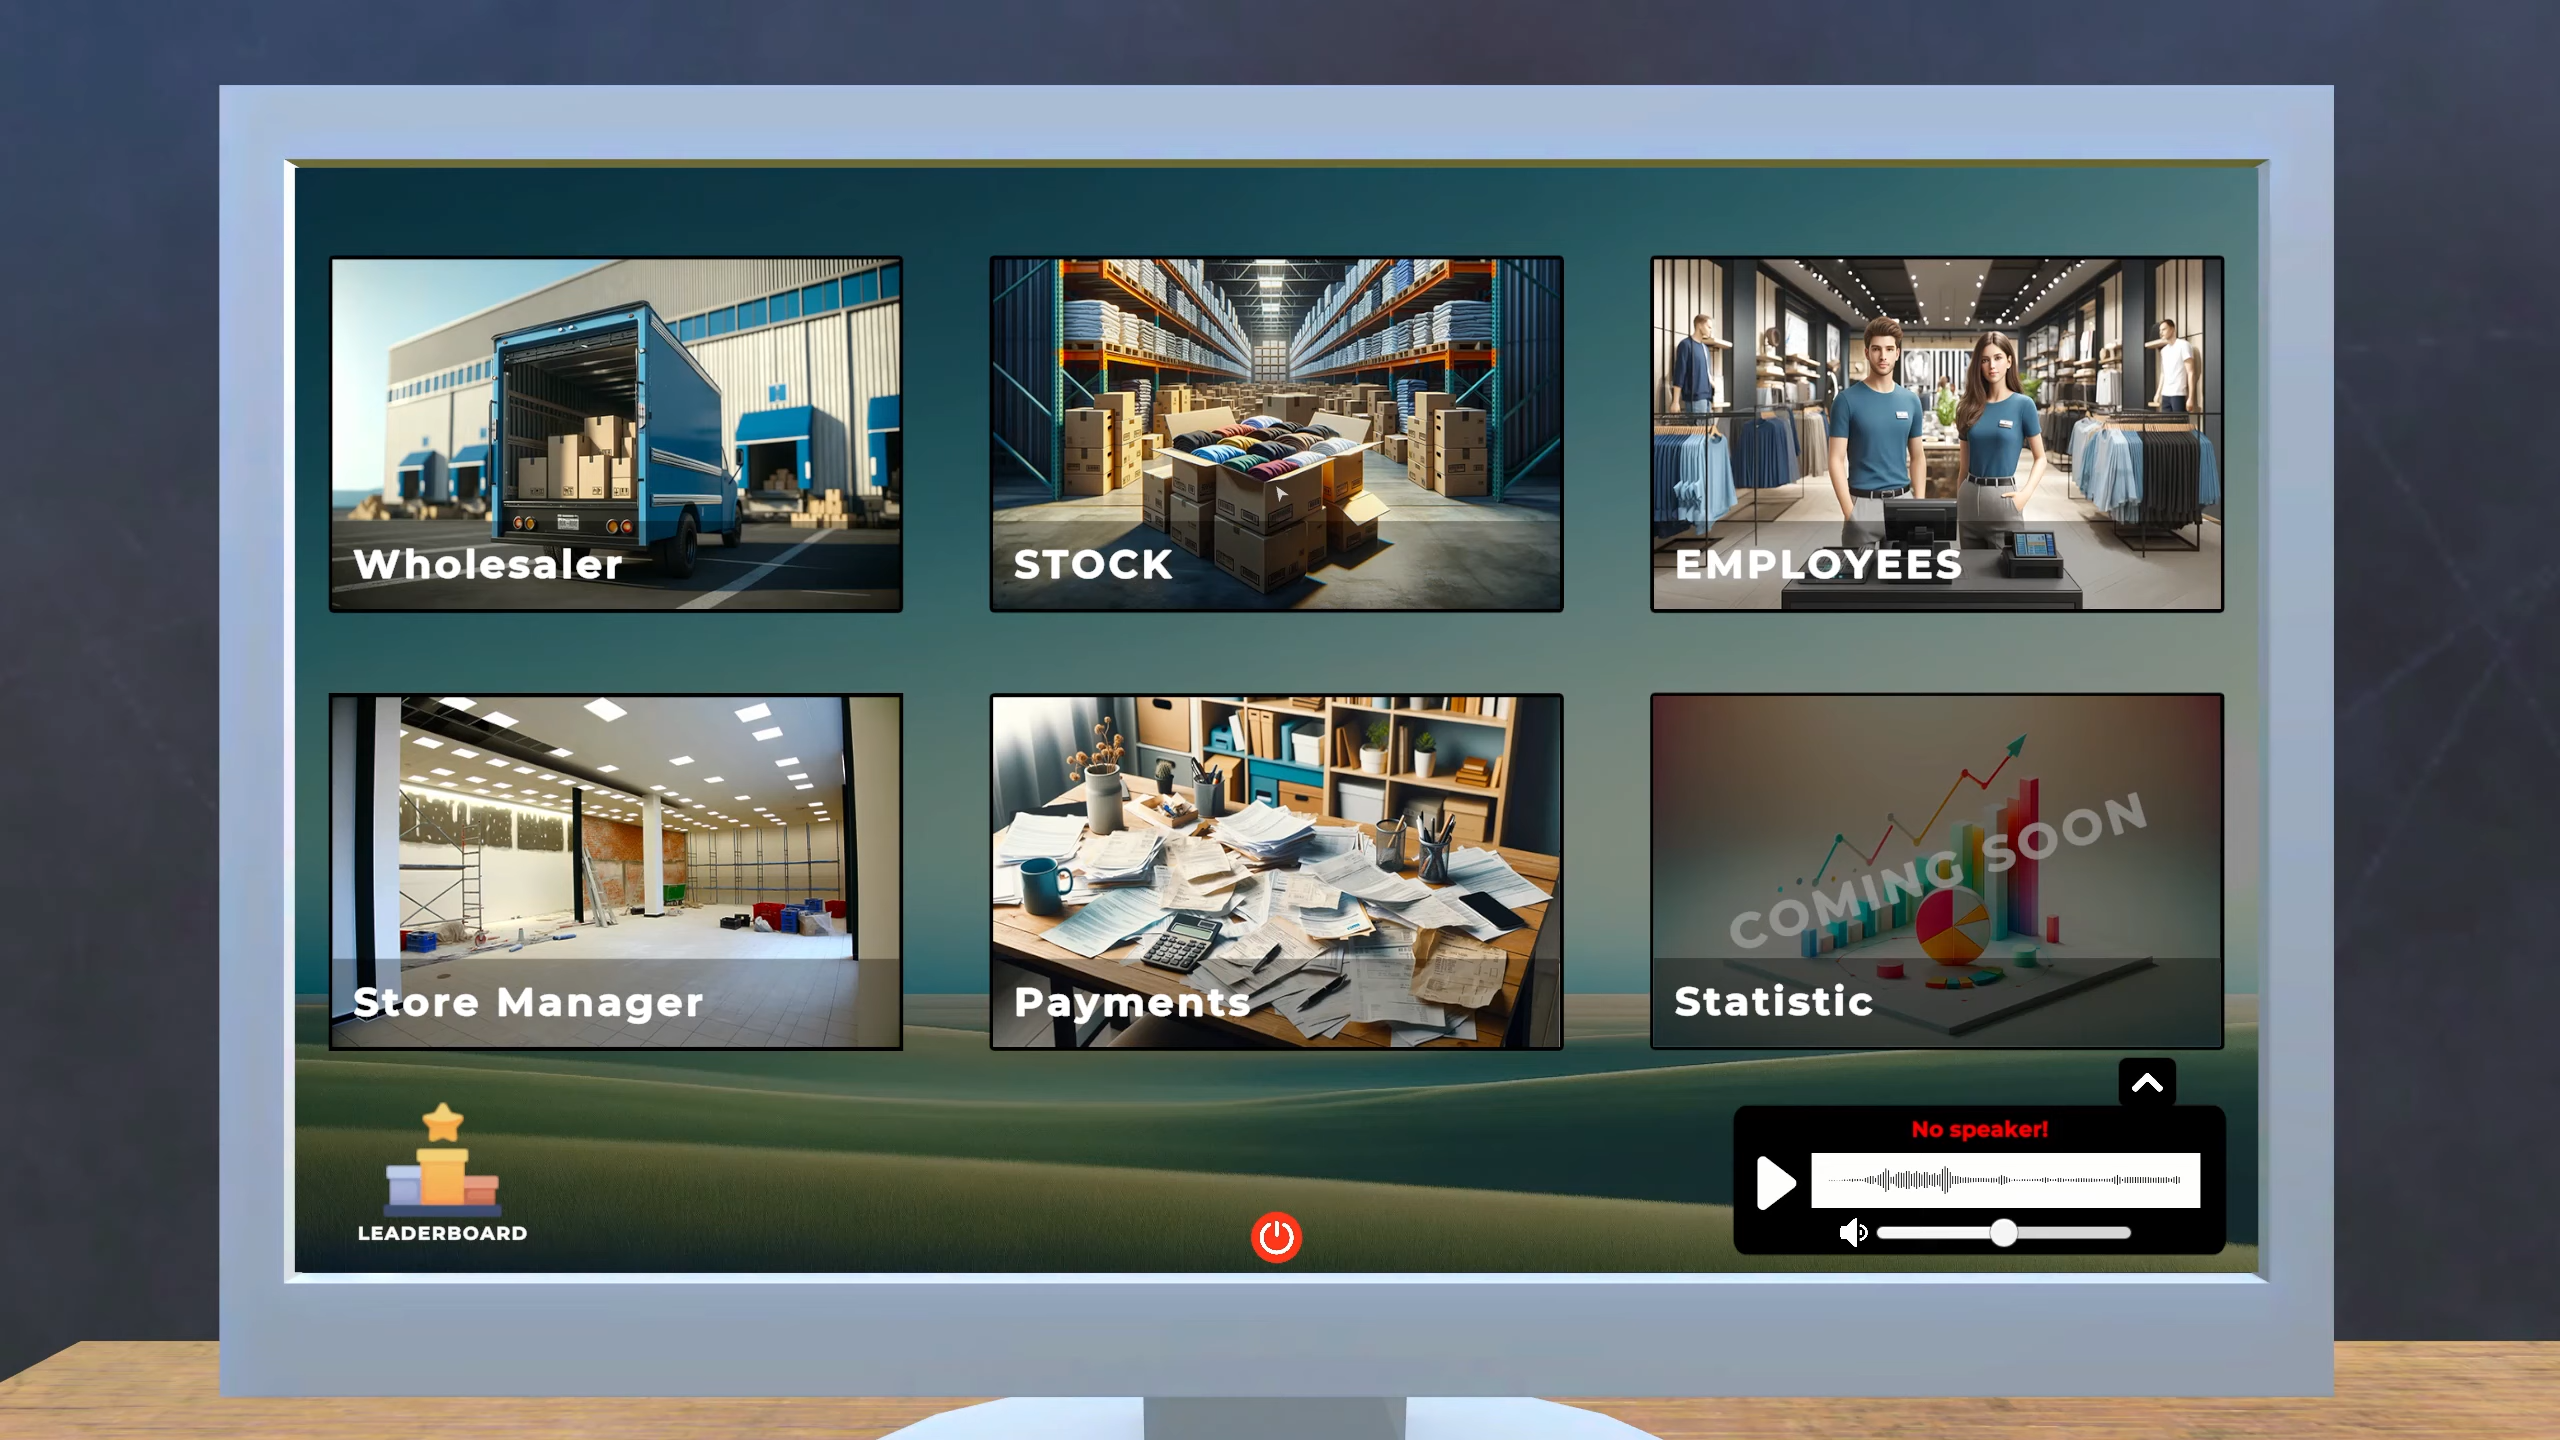 Wholesaler
STOCK
EMPLOYEES
Store Manager
Payments
COMING SOON
Statistic
No speaker!
LEADERBOARD